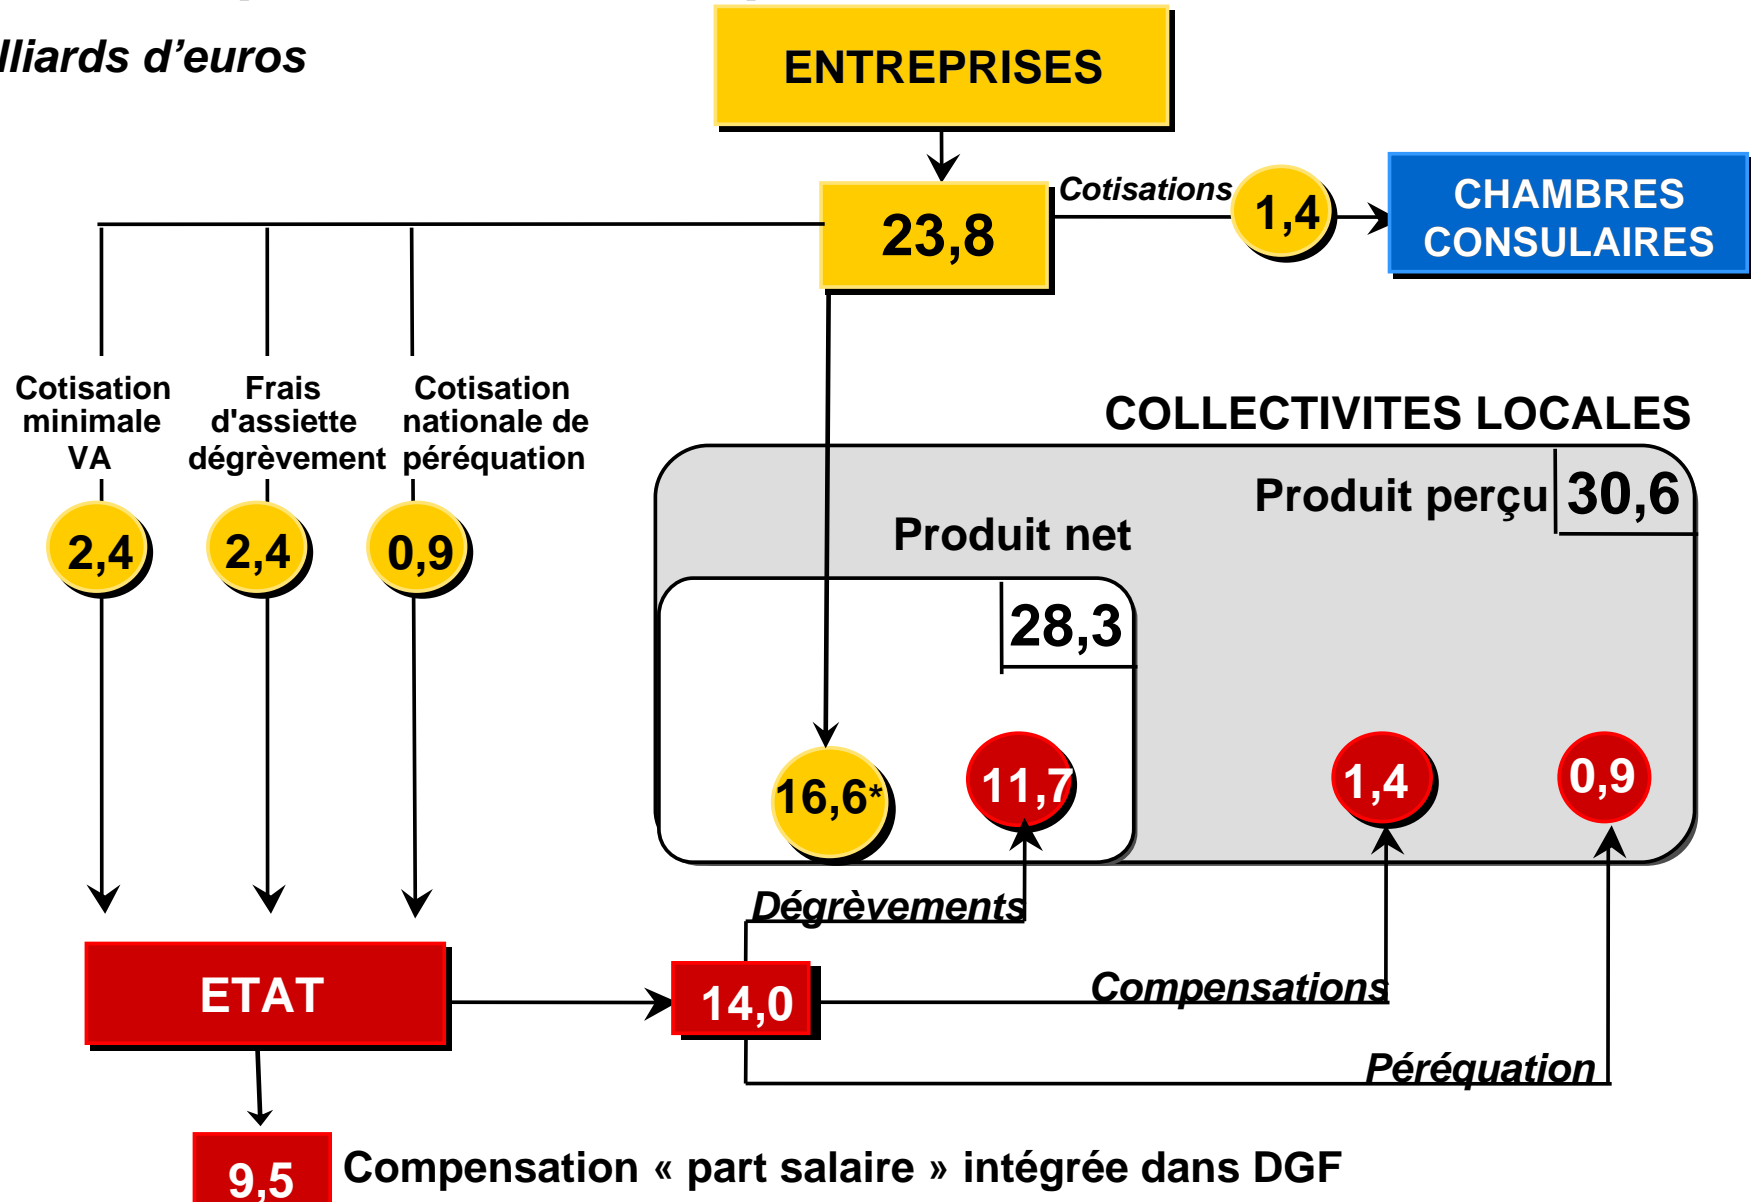 lliards d’euros
ENTREPRISES
23,8
Cotisations
1,4
CHAMBRES
CONSULAIRES
Cotisation
minimale
VA
2,4
Frais
d'assiette
dégrèvement
2,4
Cotisation
nationale de
péréquation
0,9
COLLECTIVITES LOCALES
Produit perçu
30,6
Produit net
28,3
16,6*
11,7
1,4
0,9
Dégrèvements
ETAT
14,0
Compensations
Péréquation
9,5
Compensation « part salaire » intégrée dans DGF